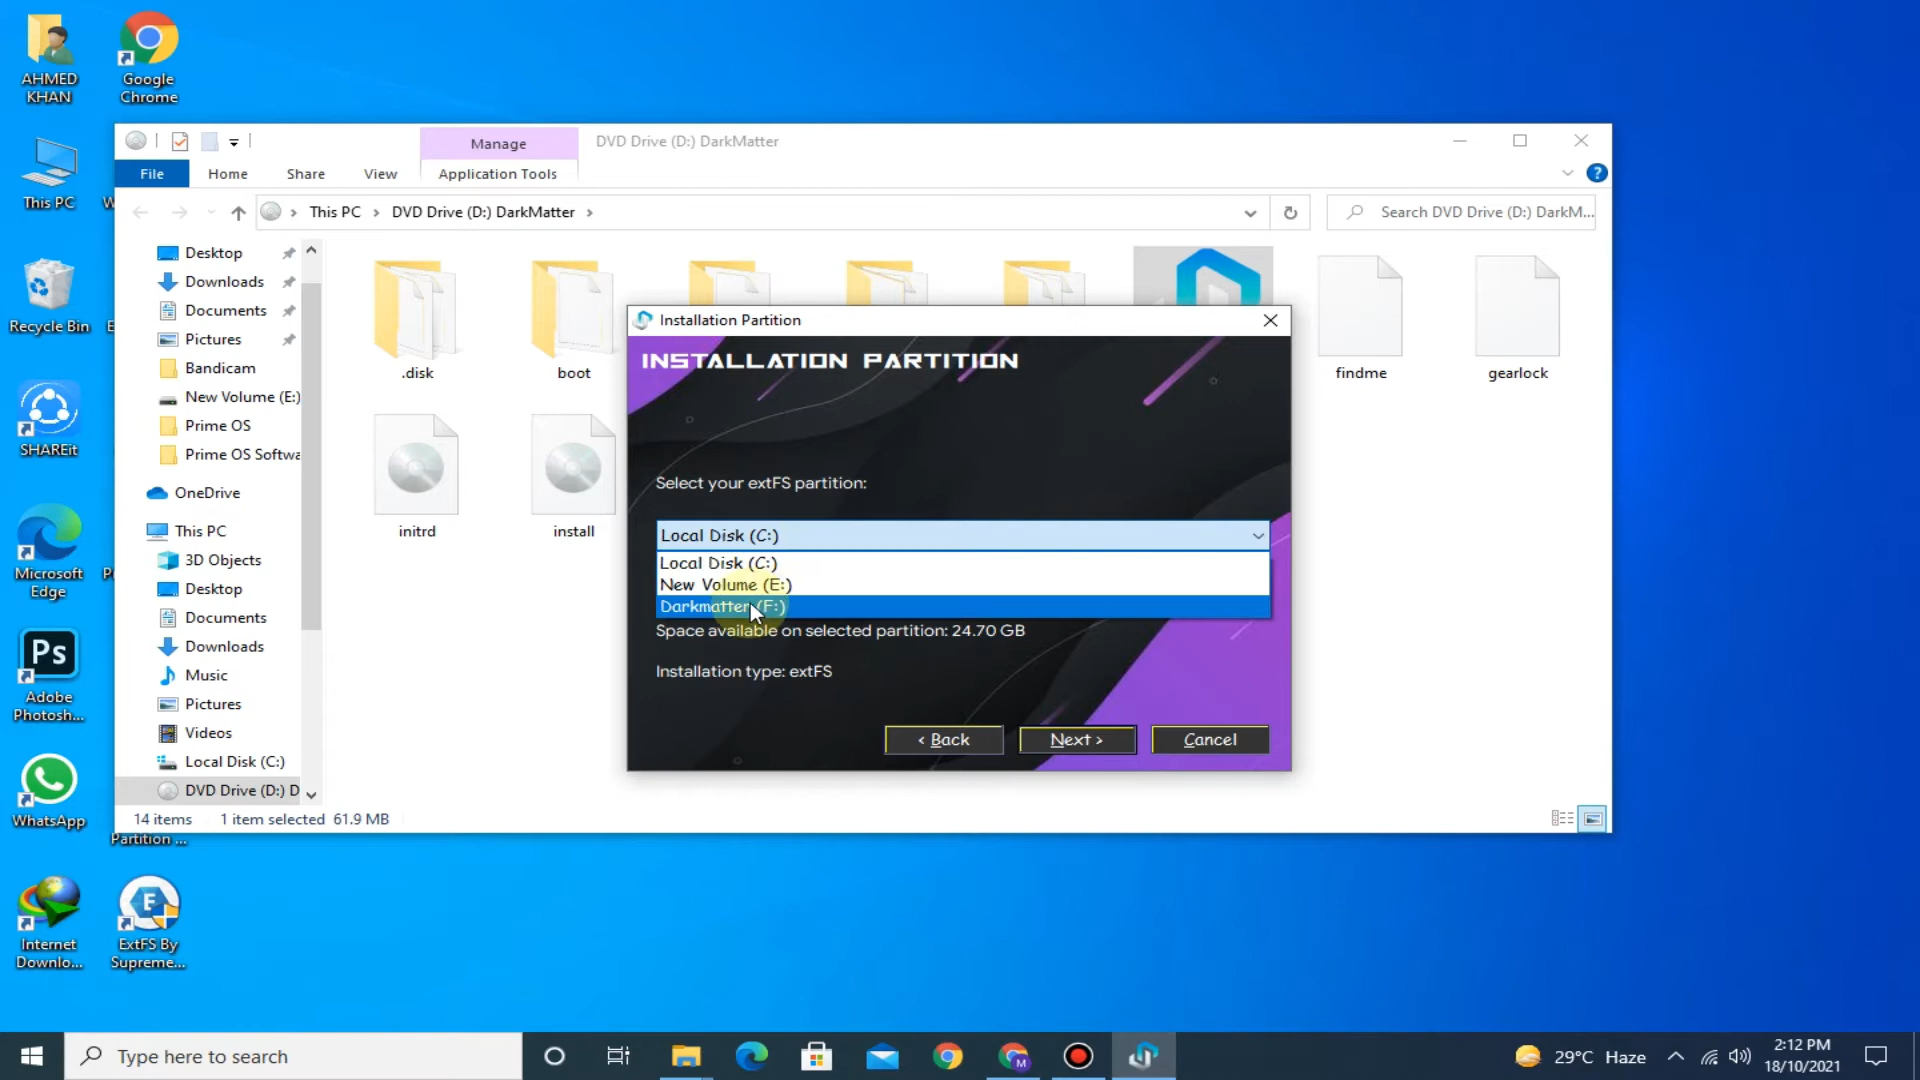 AHMED
KHAN
Google
Chrome
This PC
W
Recycle Bin
E
SHAREit
Microsoft
Edge
P
Ps
Adobe
Photosh...
WhatsApp
Partition ...
Internet
Downlo...
ExtFS By
Supreme...
Manage
DVD Drive (D:) DarkMatter
File
Home
Share
View
Application Tools
This PC
DVD Drive (D:) DarkMatter
Search DVD Drive (D:) DarkM...
Desktop
Downloads
Documents
Pictures
Bandicam
New Volume (E:)
Prime OS
Prime OS Softwa
OneDrive
This PC
3D Objects
Desktop
Documents
Downloads
Music
Pictures
Videos
Local Disk (C:)
DVD Drive (D:) D
.disk
boot
findme
gearlock
initrd
install
14 items
1 item selected 61.9 MB
Installation Partition
INSTALLATION PARTITION
Select your extFS partition:
Local Disk (C:)
Local Disk (C:)
New Volume (E:)
Darkmatter (F:)
Space available on selected partition: 24.70 GB
Installation type: extFS
< Back
Next >
Cancel
Type here to search
M
29°C Haze
2:12 PM
18/10/2021